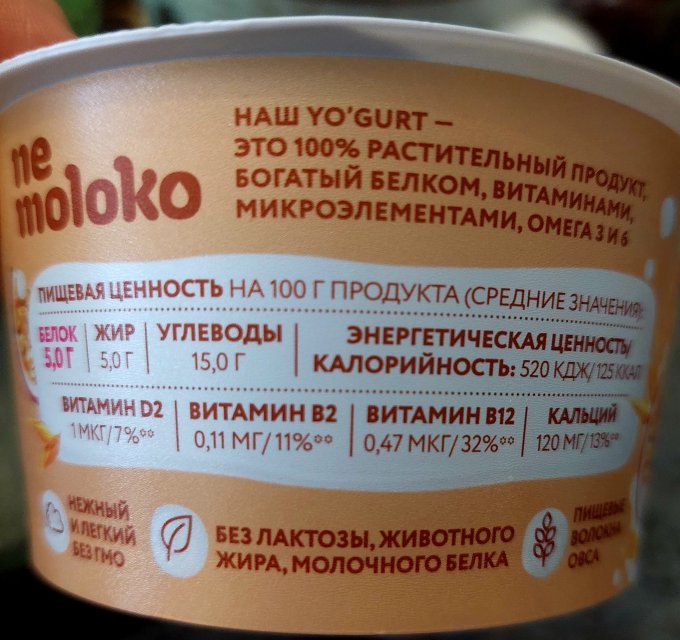 ne
moloko
НАШ YO'GURT —
ЭТО 100% РАСТИТЕЛЬНЫЙ ПРОДУКТ,
БОГАТЫЙ БЕЛКОМ, ВИТАМИНАМИ,
МИКРОЭЛЕМЕНТАМИ, ОМЕГА 3 И 6
ПИЩЕВАЯ ЦЕННОСТЬ НА 100 Г ПРОДУКТА (СРЕДНИЕ ЗНАЧЕНИЯ):
БЕЛОК
5,0 Г
ЖИР
5,0 Г
УГЛЕВОДЫ
15,0 Г
ЭНЕРГЕТИЧЕСКАЯ ЦЕННОСТЬ/
КАЛОРИЙНОСТЬ: 520 КДЖ/125 ККАЛ
ВИТАМИН D2
1 МКГ/7%**
ВИТАМИН B2
0,11 МГ/11%**
ВИТАМИН B12
0,47 МКГ/32%**
КАЛЬЦИЙ
120 МГ/13%**
НЕЖНЫЙ
И ЛЕГКИЙ
БЕЗ ГМО
БЕЗ ЛАКТОЗЫ, ЖИВОТНОГО
ЖИРА, МОЛОЧНОГО БЕЛКА
ПИЩЕВЫЕ
ВОЛОКНА
ОВСА